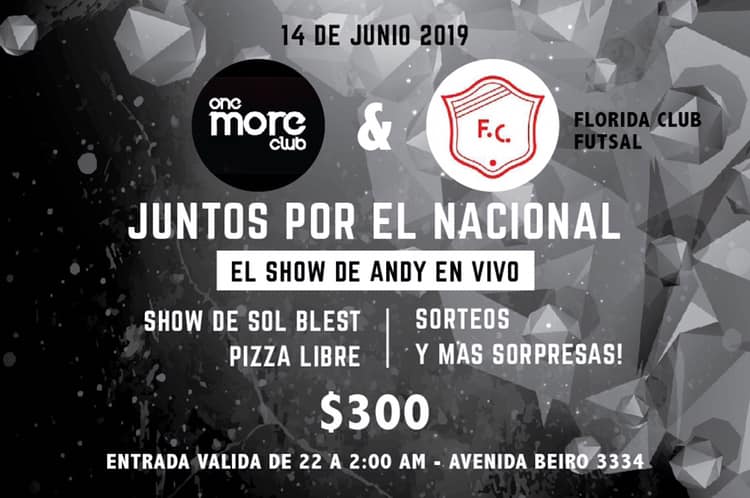 14 DE JUNIO 2019
one
more
club
&
F.C.
FLORIDA CLUB
FUTSAL
JUNTOS POR EL NACIONAL
EL SHOW DE ANDY EN VIVO
SHOW DE SOL BLEST
PIZZA LIBRE
SORTEOS
Y MAS SORPRESAS!
$300
ENTRADA VALIDA DE 22 A 2:00 AM - AVENIDA BEIRO 3334